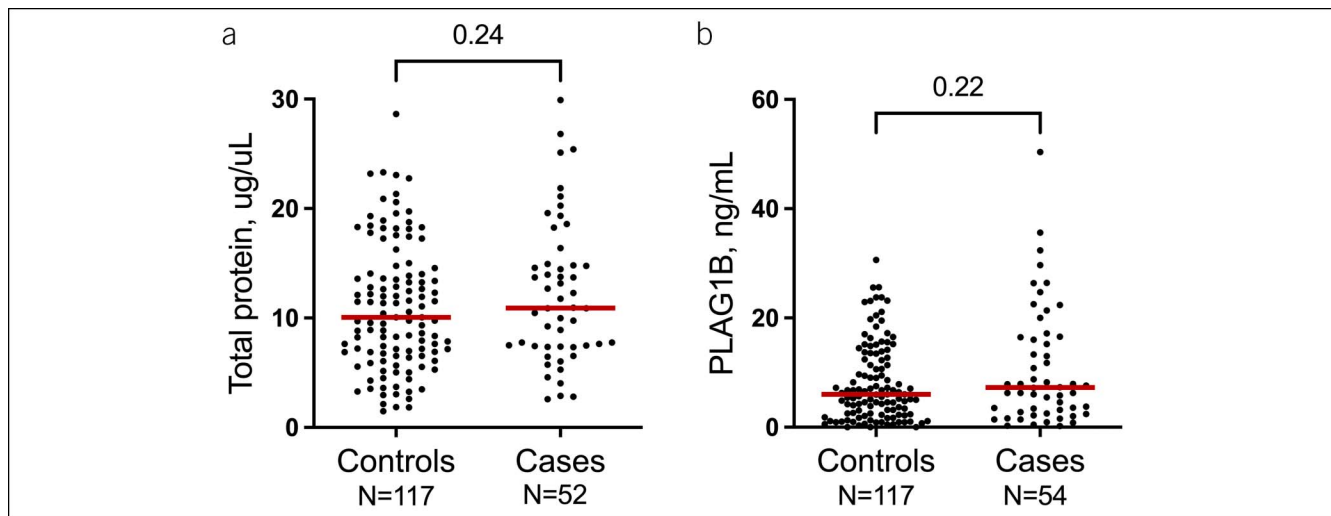 a
0.24
Total protein, ug/uL
30
20
10
0
Controls
N=117
Cases
N=52
b
0.22
PLAG1B, ng/mL
60
40
20
0
Controls
N=117
Cases
N=54